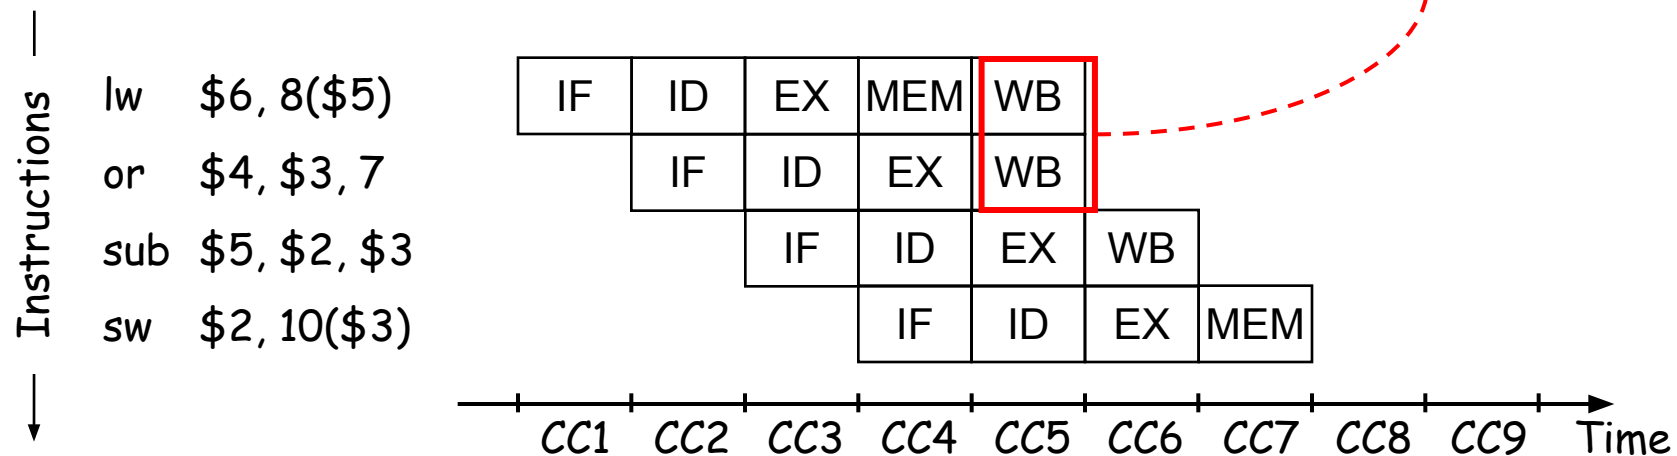 Instructions
lw $6, 8($5) IF ID EX MEM WB
or $4, $3, 7 IF ID EX WB
sub $5, $2, $3 IF ID EX WB
sw $2, 10($3) IF ID EX MEM
CC1 CC2 CC3 CC4 CC5 CC6 CC7 CC8 CC9 Time